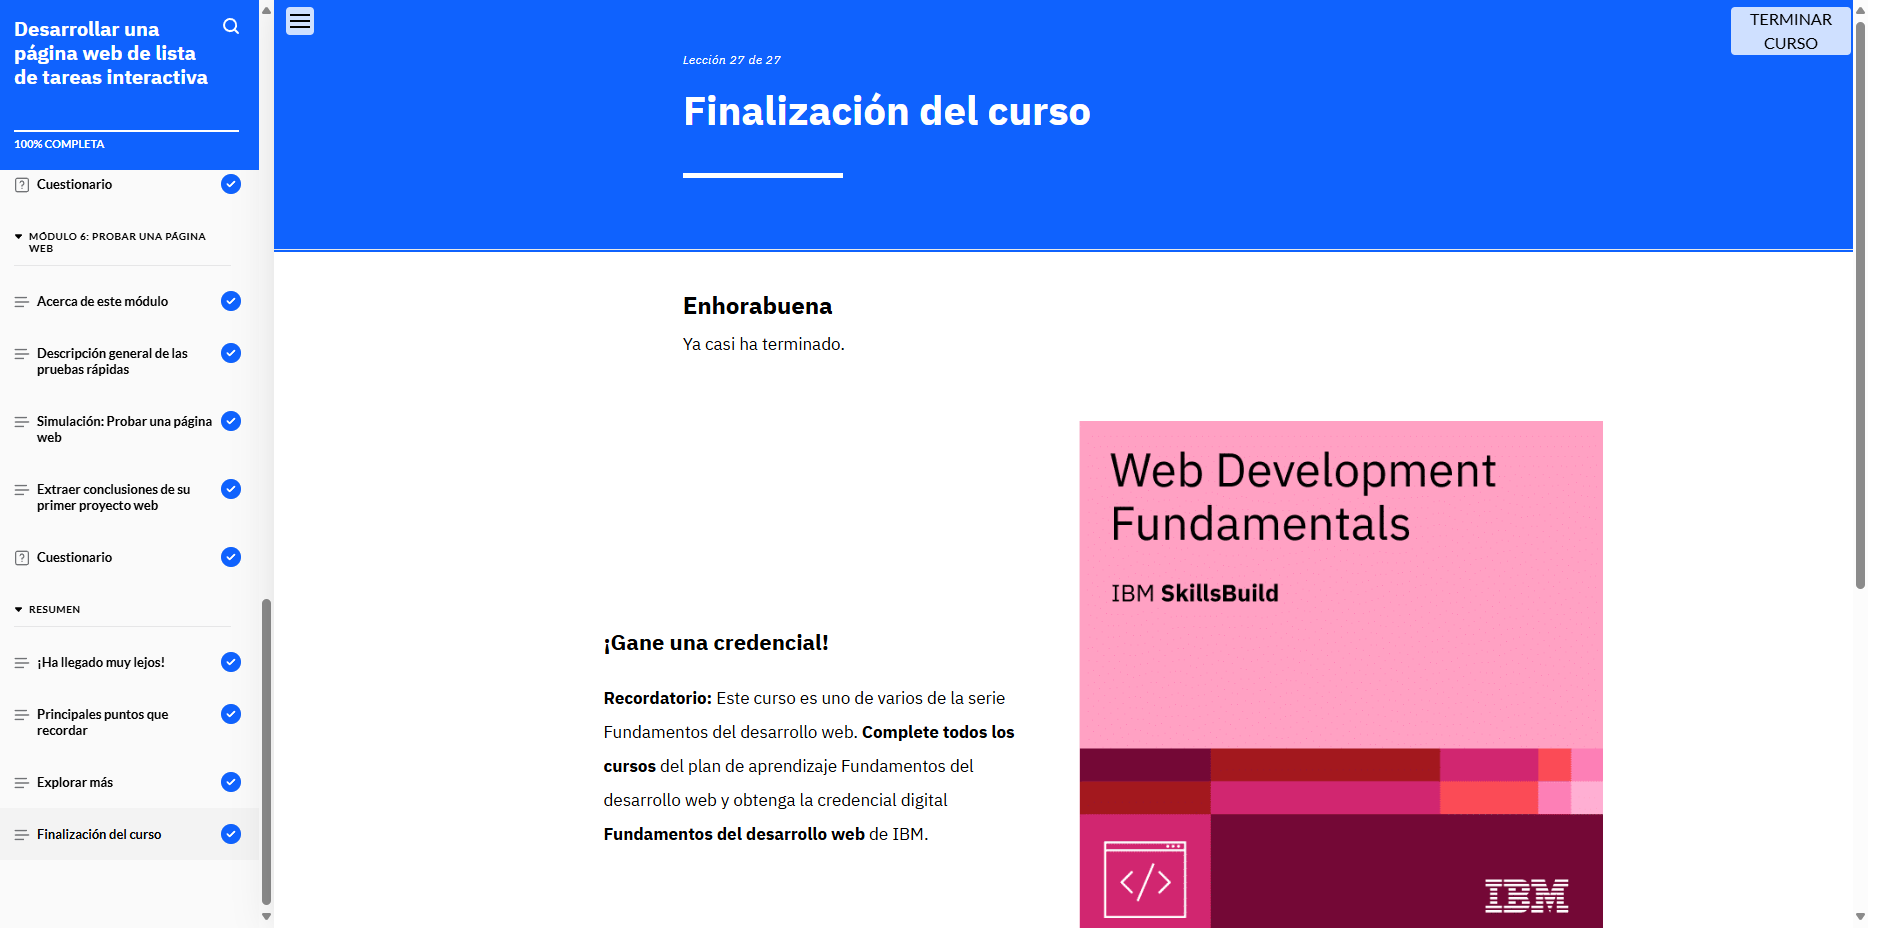 Desarrollar una
página web de lista
de tareas interactiva
100% COMPLETA
Cuestionario
MÓDULO 6: PROBAR UNA PÁGINA
WEB
Acerca de este módulo
Descripción general de las
pruebas rápidas
Simulación: Probar una página
web
Extraer conclusiones de su
primer proyecto web
Cuestionario
RESUMEN
¡Ha llegado muy lejos!
Principales puntos que
recordar
Explorar más
Finalización del curso
TERMINAR
CURSO
Lección 27 de 27
Finalización del curso
Enhorabuena
Ya casi ha terminado.
¡Gane una credencial!
Recordatorio: Este curso es uno de varios de la serie
Fundamentos del desarrollo web. Complete todos los
cursos del plan de aprendizaje Fundamentos del
desarrollo web y obtenga la credencial digital
Fundamentos del desarrollo web de IBM.
Web Development
Fundamentals
IBM SkillsBuild
</>
IBM